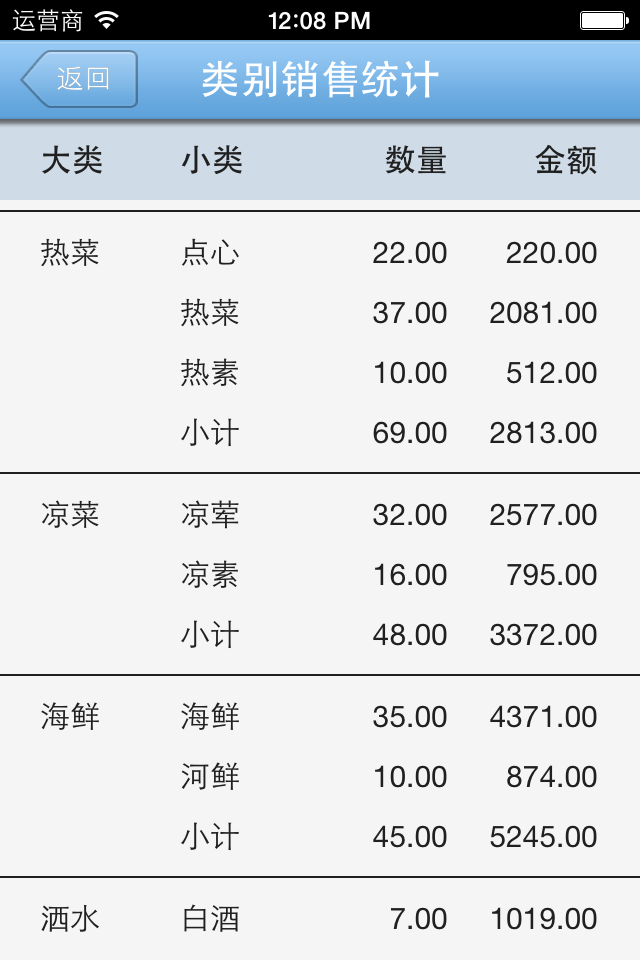 运营商 12:08 PM
返回 类别销售统计
大类 小类 数量 金额
热菜 点心 22.00 220.00
热菜 37.00 2081.00
热素 10.00 512.00
小计 69.00 2813.00
凉菜 凉荤 32.00 2577.00
凉素 16.00 795.00
小计 48.00 3372.00
海鲜 海鲜 35.00 4371.00
河鲜 10.00 874.00
小计 45.00 5245.00
洒水 白酒 7.00 1019.00